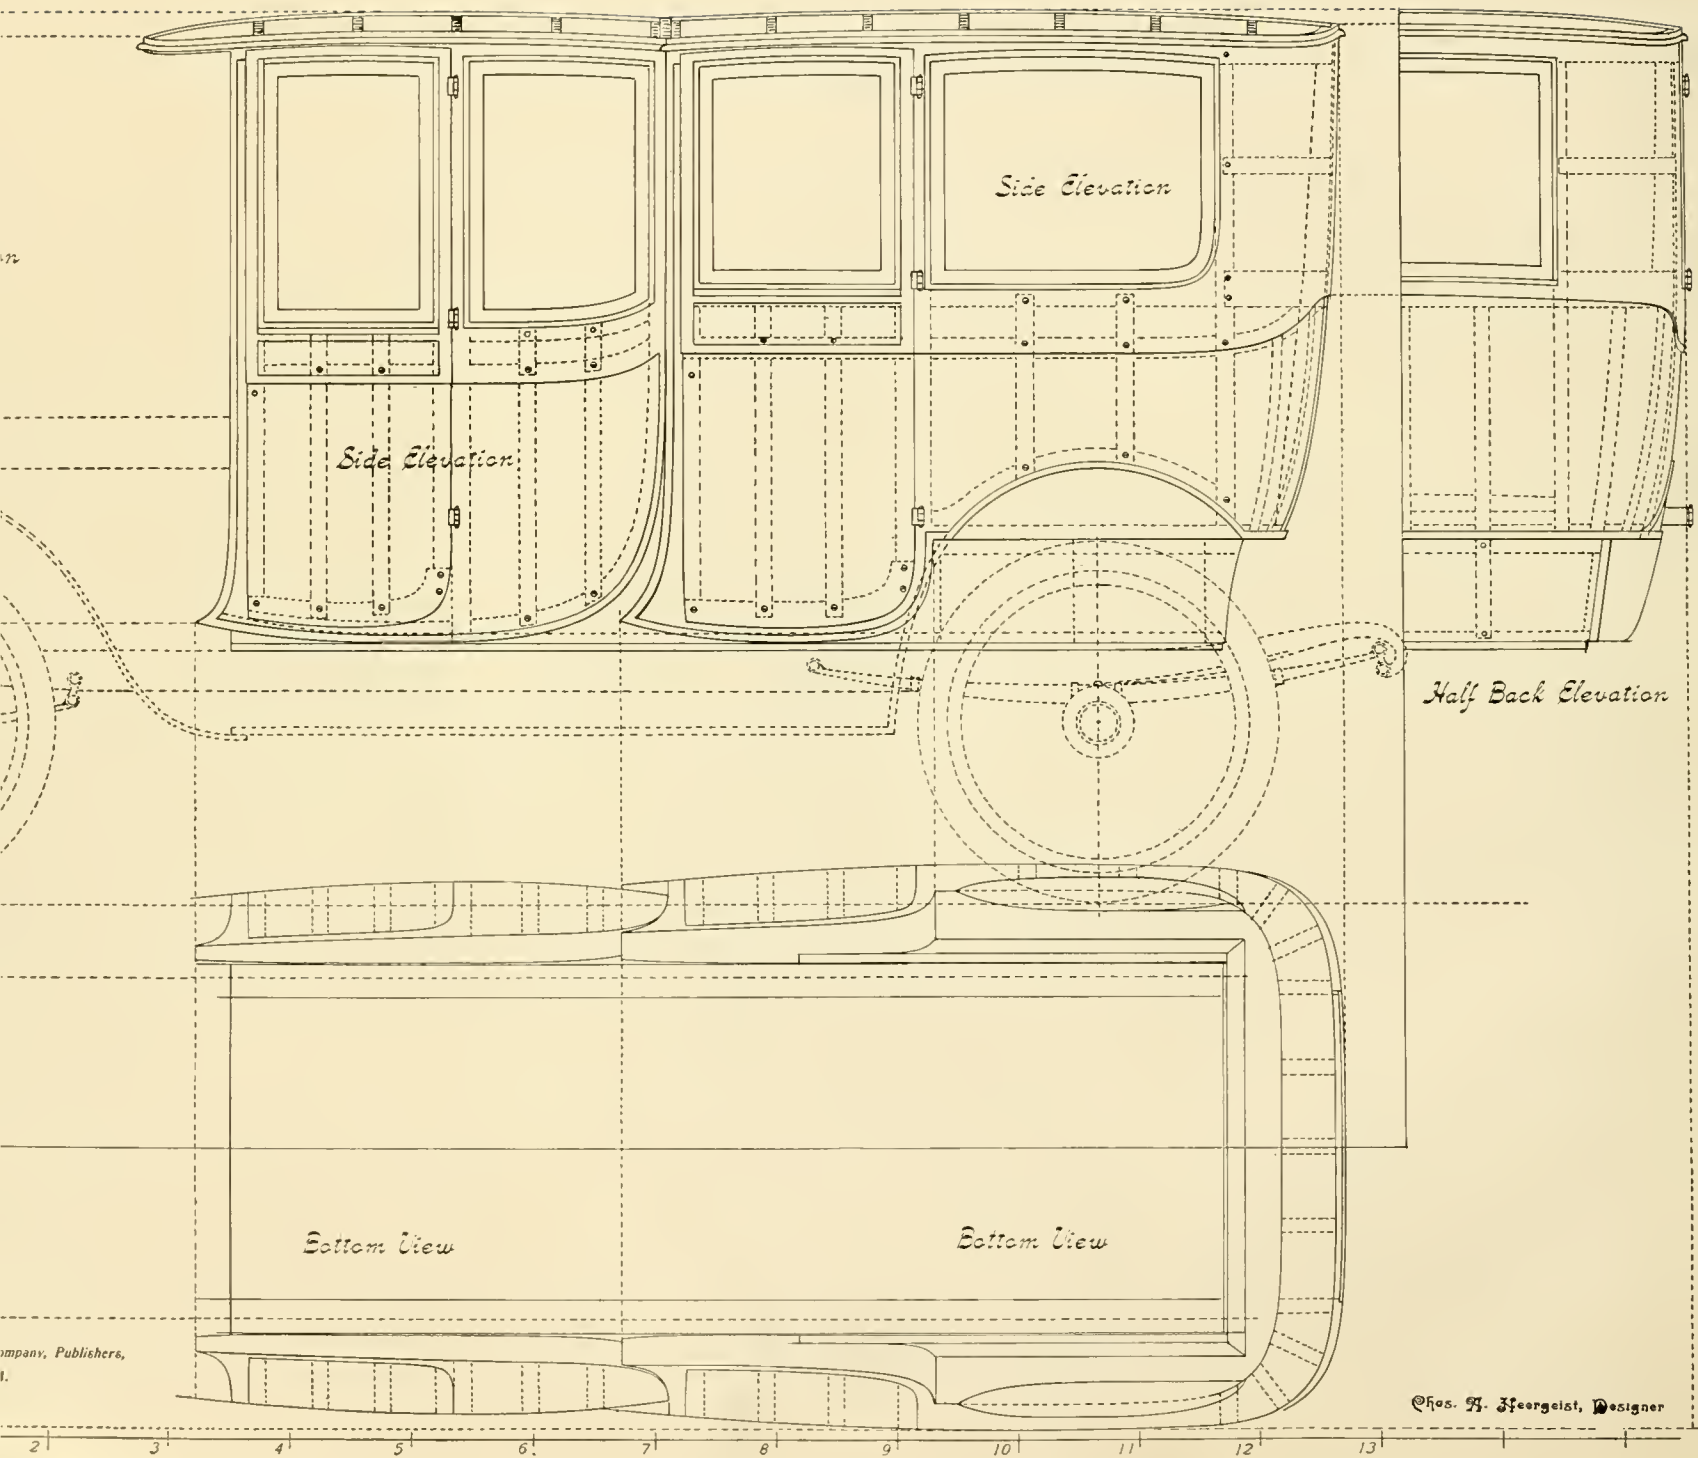 Side Elevation
Side Elevation
Half Back Elevation
Bottom View
Bottom View
Publishers,
Chas. A. Heergeist, Designer
2 3 4 5 6 7 8 9 10 11 12 13